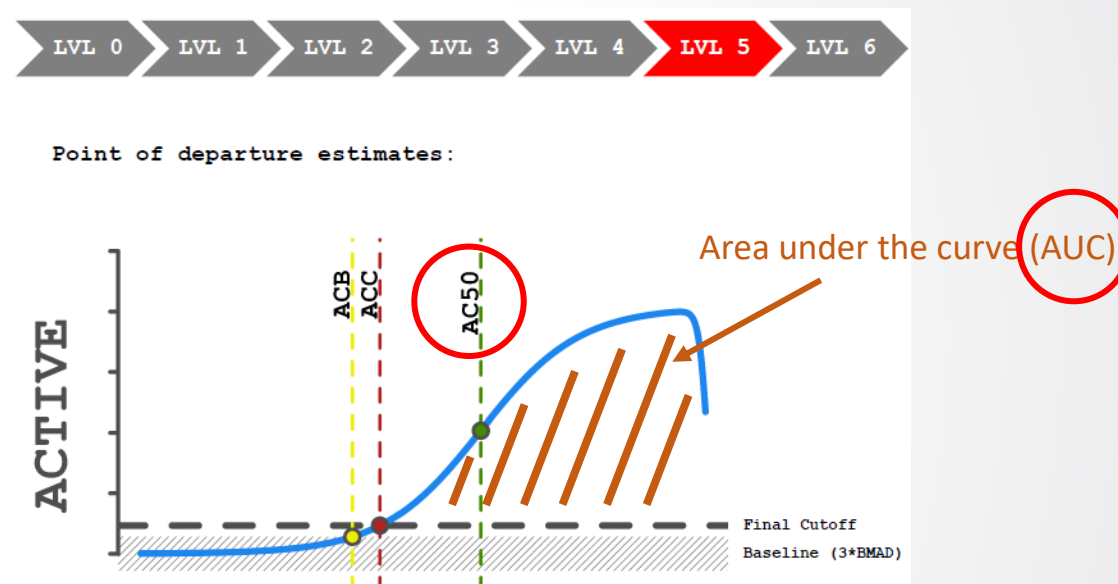 LVL 0 LVL 1 LVL 2 LVL 3 LVL 4 LVL 5 LVL 6
Point of departure estimates:
Area under the curve (AUC)
ACB
ACC
AC50
ACTIVE
Final Cutoff
Baseline (3*BMAD)